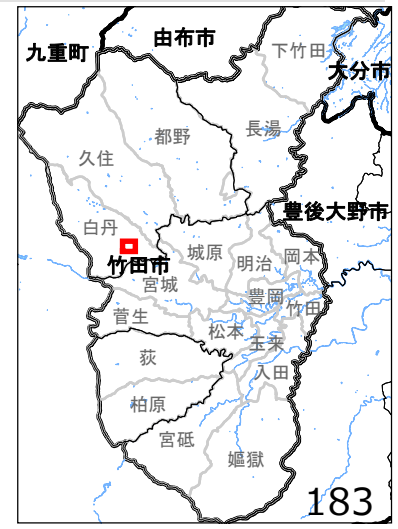 由布市
九重町
下竹田
大分市
都野
長湯
久住
豊後大野市
白丹
城原
岡本
明治
竹田市
宮城
豊岡
竹田
菅生
松本
玉来
荻
入田
柏原
宮砥
嫗獄
183